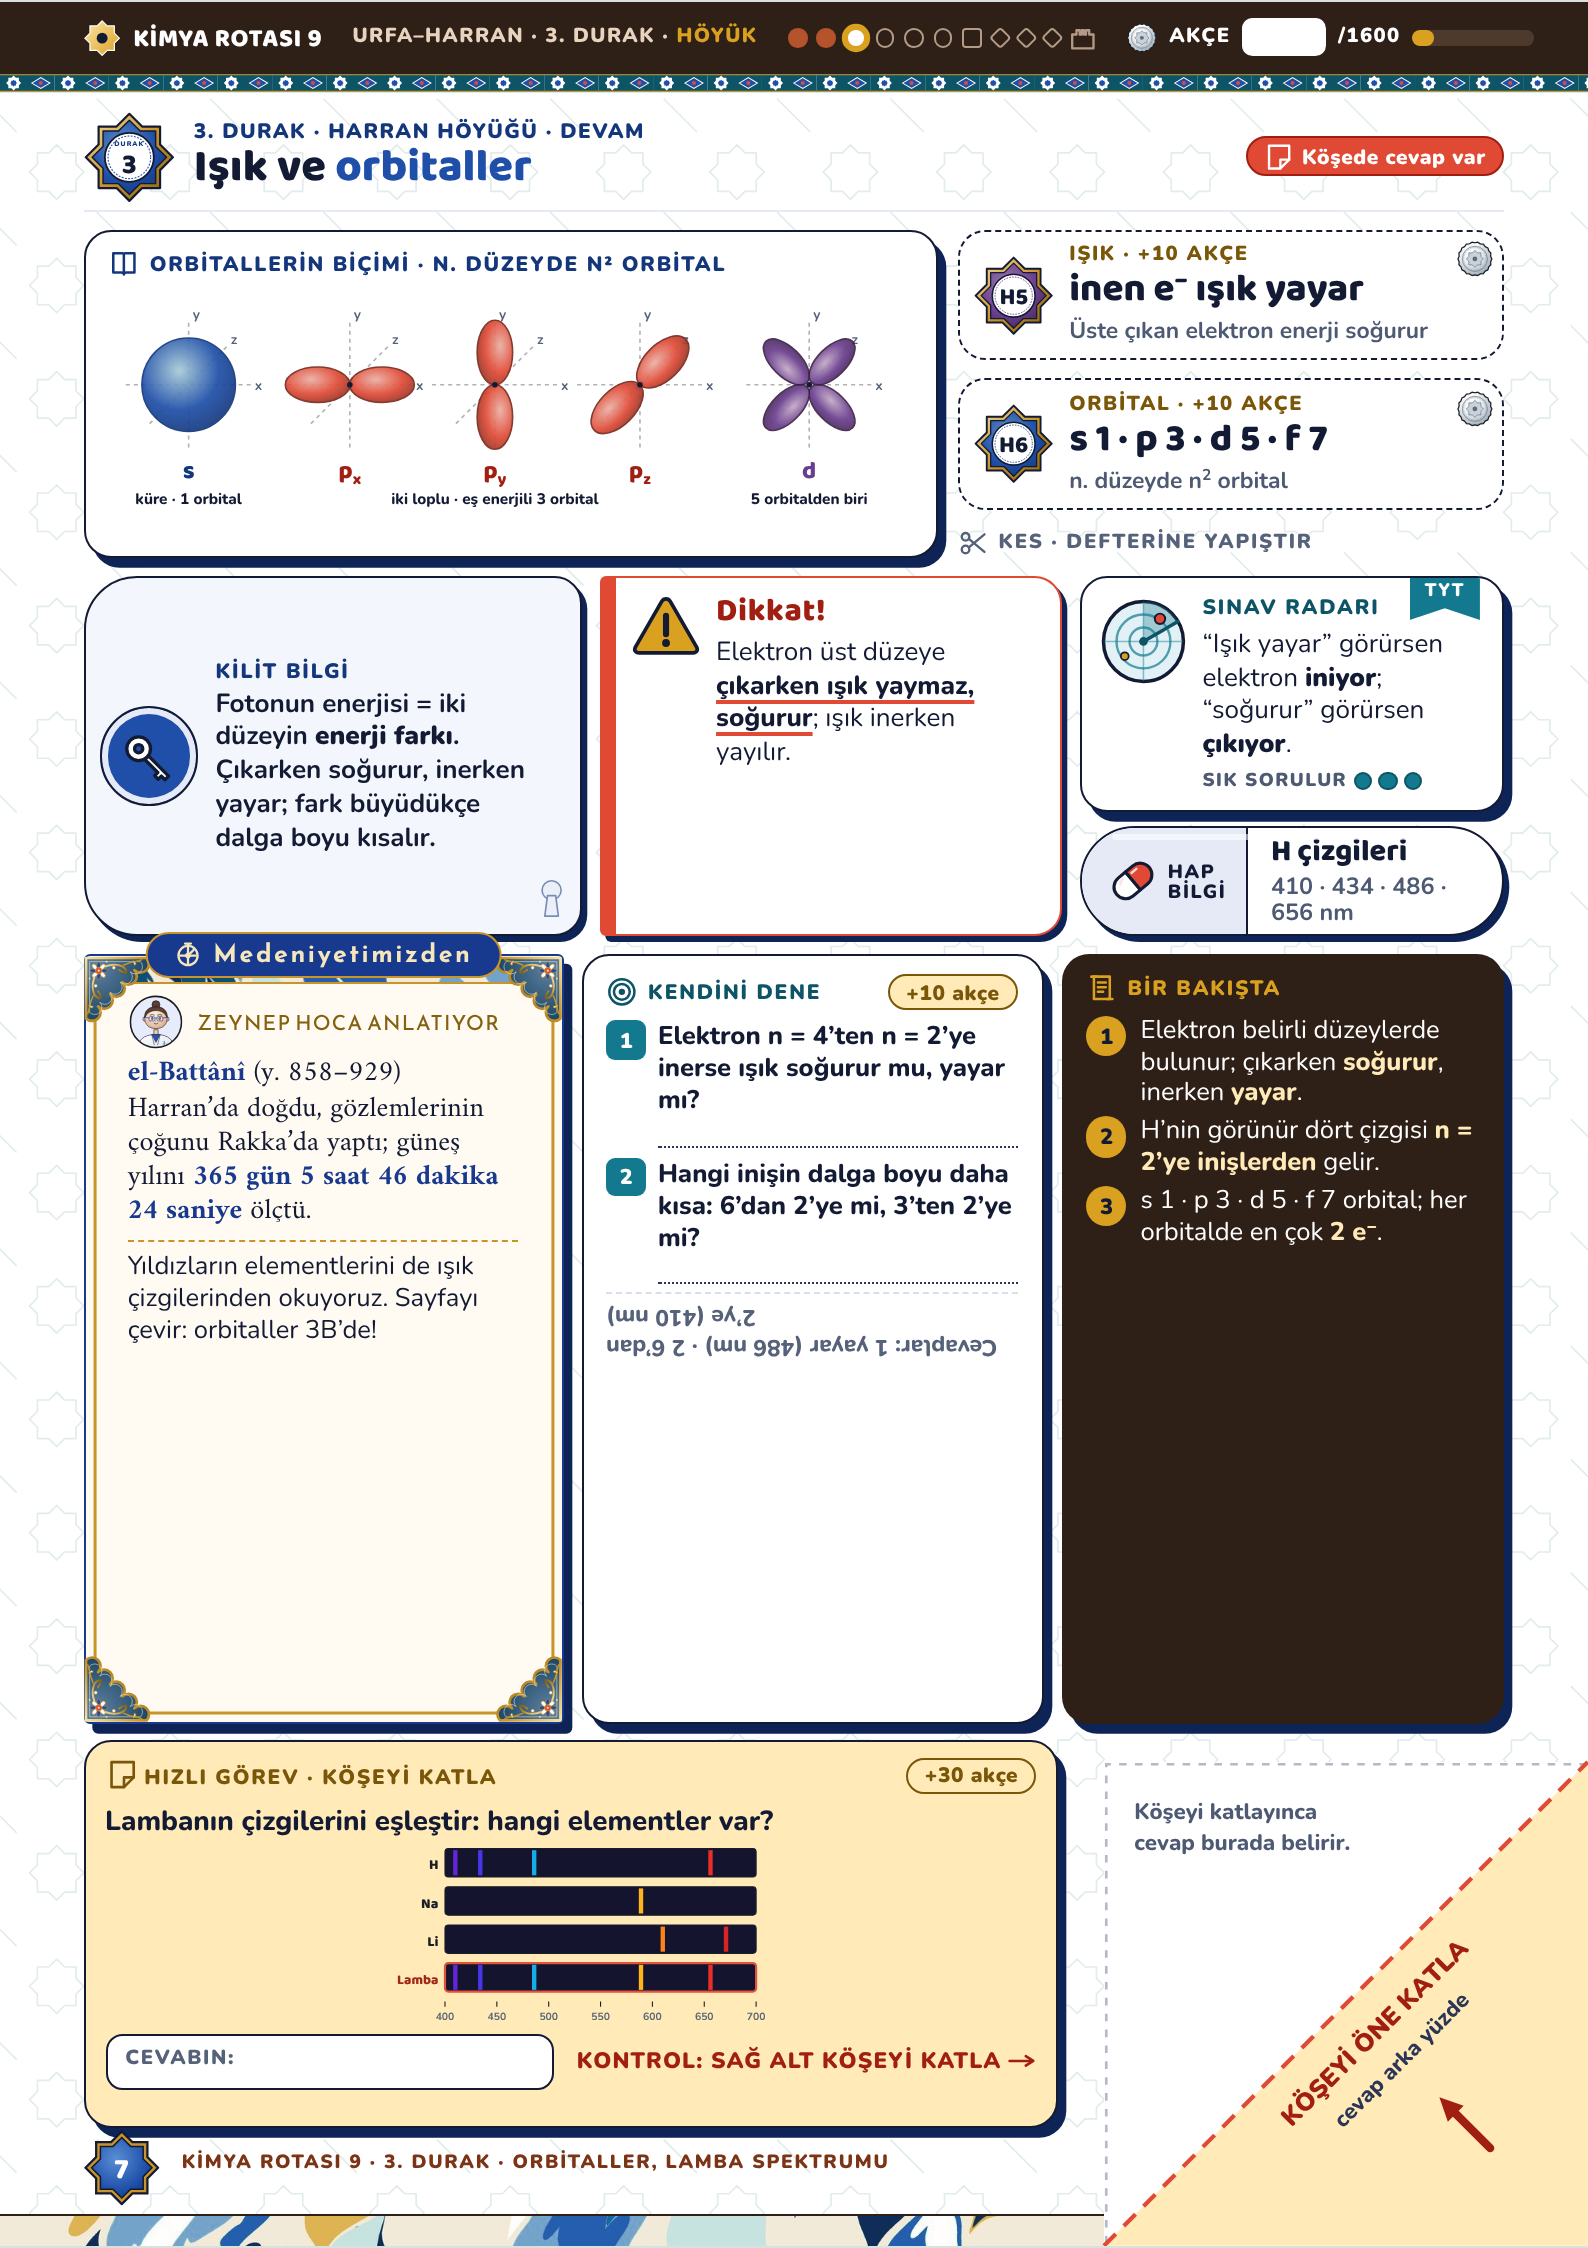 KİMYA ROTASI 9 URFA–HARRAN · 3. DURAK · HÖYÜK AKÇE /1600
3. DURAK · HARRAN HÖYÜĞÜ · DEVAM
DURAK
3
Işık ve orbitaller
Köşede cevap var
ORBİTALLERİN BİÇİMİ · N. DÜZEYDE N² ORBİTAL
y y y y y
z z z z z
x x x x x
s px py pz d
küre · 1 orbital iki loplu · eş enerjili 3 orbital 5 orbitalden biri
H5
IŞIK · +10 AKÇE
inen e⁻ ışık yayar
Üste çıkan elektron enerji soğurur
H6
ORBİTAL · +10 AKÇE
s 1 · p 3 · d 5 · f 7
n. düzeyde n² orbital
KES · DEFTERİNE YAPIŞTIR
KİLİT BİLGİ
Fotonun enerjisi = iki
düzeyin enerji farkı.
Çıkarken soğurur, inerken
yayar; fark büyüdükçe
dalga boyu kısalır.
Dikkat!
Elektron üst düzeye
çıkarken ışık yaymaz,
soğurur; ışık inerken
yayılır.
TYT
SINAV RADARI
“Işık yayar” görürsen
elektron iniyor;
“soğurur” görürsen
çıkıyor.
SIK SORULUR
HAP
BİLGİ
H çizgileri
410 · 434 · 486 ·
656 nm
Medeniyetimizden
ZEYNEP HOCA ANLATIYOR
el-Battânî (y. 858–929)
Harran’da doğdu, gözlemlerinin
çoğunu Rakka’da yaptı; güneş
yılını 365 gün 5 saat 46 dakika
24 saniye ölçtü.
Yıldızların elementlerini de ışık
çizgilerinden okuyoruz. Sayfayı
çevir: orbitaller 3B’de!
KENDİNİ DENE +10 akçe
1 Elektron n = 4’ten n = 2’ye
inerse ışık soğurur mu, yayar
mı?
2 Hangi inişin dalga boyu daha
kısa: 6’dan 2’ye mi, 3’ten 2’ye
mi?
Cevaplar: 1 yayar (486 nm) · 2 6’dan
2’ye (410 nm)
BİR BAKIŞTA
1 Elektron belirli düzeylerde
bulunur; çıkarken soğurur,
inerken yayar.
2 H’nin görünür dört çizgisi n =
2’ye inişlerden gelir.
3 s 1 · p 3 · d 5 · f 7 orbital; her
orbitalde en çok 2 e⁻.
HIZLI GÖREV · KÖŞEYİ KATLA +30 akçe
Lambanın çizgilerini eşleştir: hangi elementler var?
H
Na
Li
Lamba
400 450 500 550 600 650 700
CEVABIN:
KONTROL: SAĞ ALT KÖŞEYİ KATLA →
Köşeyi katlayınca
cevap burada belirir.
KÖŞEYİ ÖNE KATLA
cevap arka yüzde
7
KİMYA ROTASI 9 · 3. DURAK · ORBİTALLER, LAMBA SPEKTRUMU